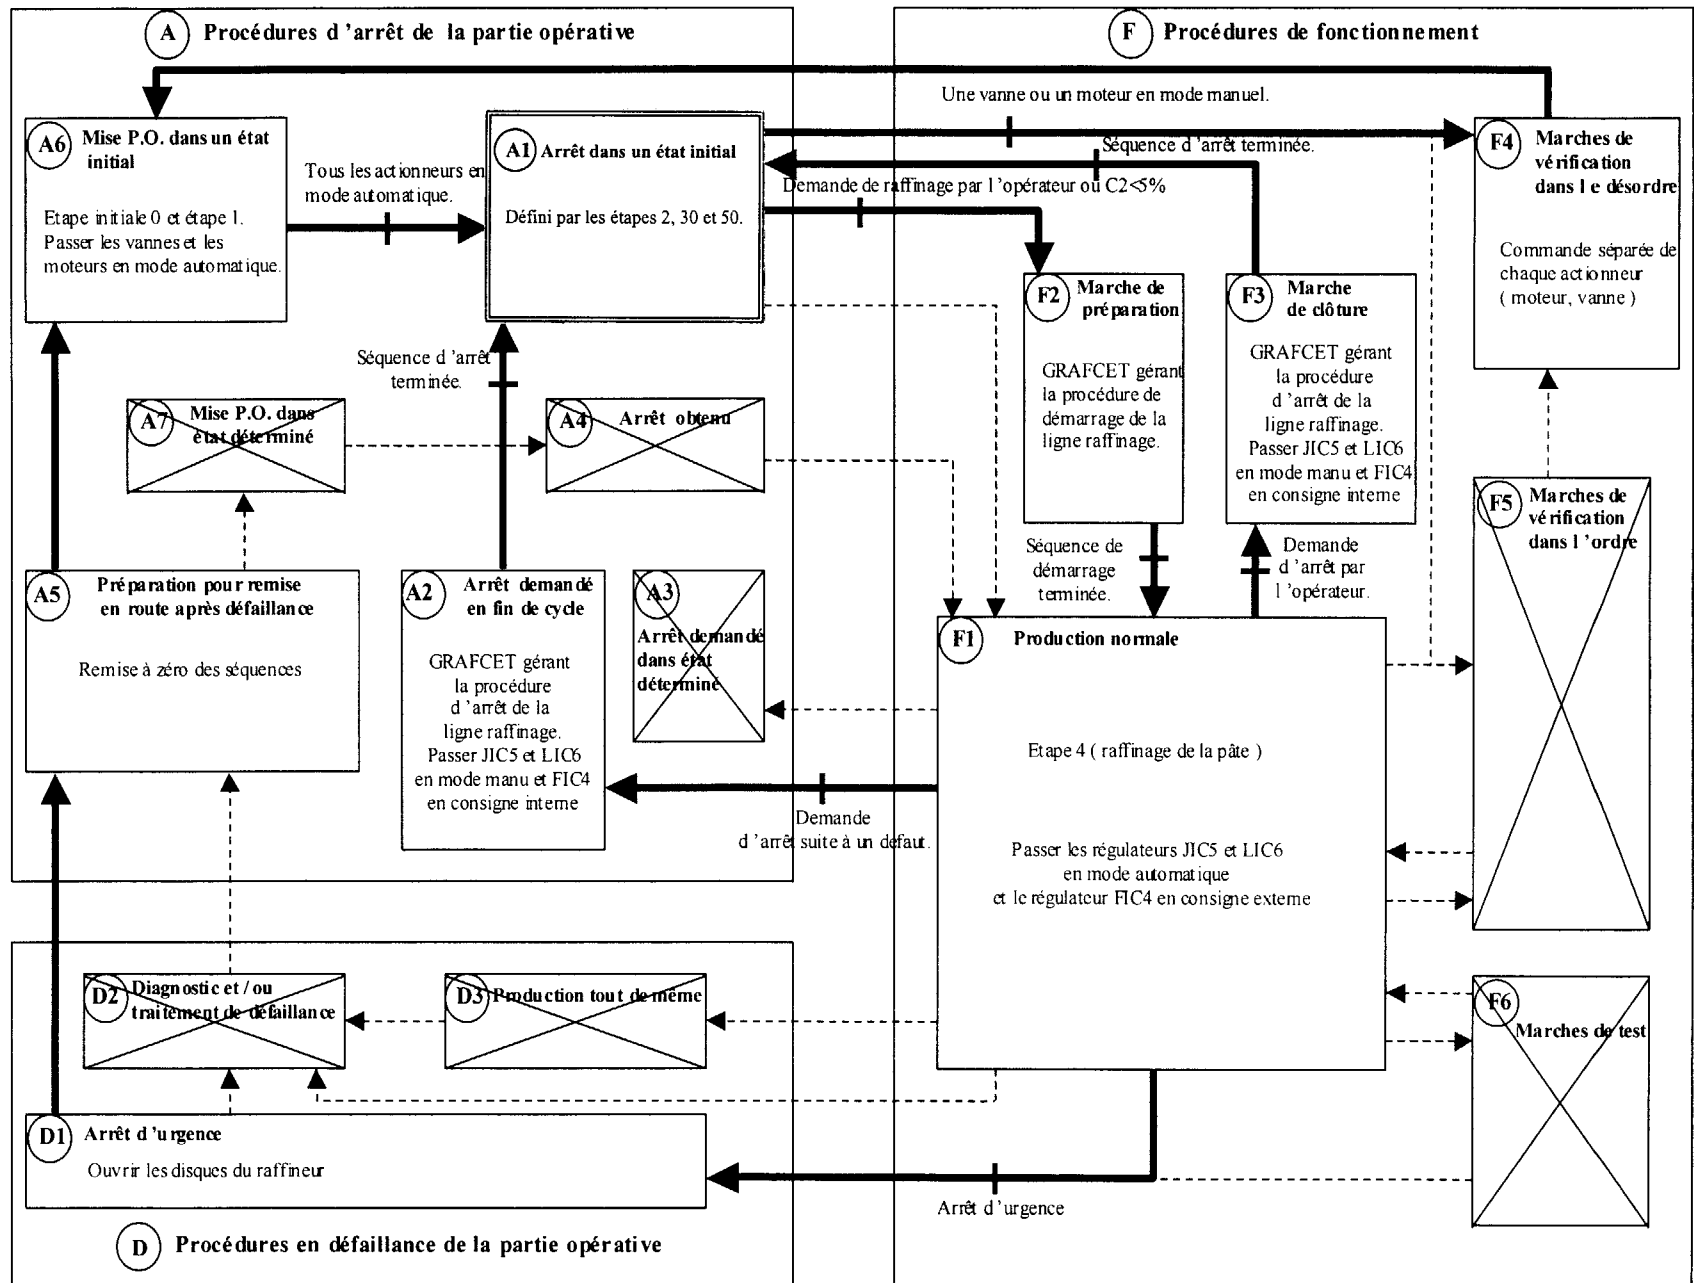 A Procédures d 'arrêt de la partie opérative
F Procédures de fonctionnement
Une vanne ou un moteur en mode manuel.
A6 Mise P.O. dans un état
initial
Etape initiale 0 et étape 1.
Passer les vannes et les
moteurs en mode automatique.
Tous les actionneurs en
mode automatique.
A1 Arrêt dans un état initial
Défini par les étapes 2, 30 et 50.
Séquence d 'arrêt terminée.
Demande de raffinage par l 'opérateur ou C2<5%
F4 Marches de
vérification
dans l e désordre
Commande séparée de
chaque actionneur
( moteur, vanne )
F2 Marche de
préparation
GRAFCET gérant
la procédure de
démarrage de la
ligne raffinage.
F3 Marche
de clôture
GRAFCET gérant
la procédure
d 'arrêt de la
ligne raffinage.
Passer JIC5 et LIC6
en mode manu et FIC4
en consigne interne
Séquence d 'arrêt
terminée.
A7 Mise P.O. dans
état déterminé
A4 Arrêt obtenu
F5 Marches de
vérification
dans l 'ordre
Séquence de
démarrage
terminée.
Demande
d 'arrêt par
l 'opérateur.
A5 Préparation pour remise
en route après défaillance
Remise à zéro des séquences
A2 Arrêt demandé
en fin de cycle
GRAFCET gérant
la procédure
d 'arrêt de la
ligne raffinage.
Passer JIC5 et LIC6
en mode manu et FIC4
en consigne interne
A3
Arrêt demandé
dans état
déterminé
F1 Production normale
Etape 4 ( raffinage de la pâte )
Passer les régulateurs JIC5 et LIC6
en mode automatique
et le régulateur FIC4 en consigne externe
Demande
d 'arrêt suite à un défaut.
D2 Diagnostic et / ou
traitement de défaillance
D3 Production tout de même
F6
Marches de test
D1 Arrêt d 'urgence
Ouvrir les disques du raffineur
Arrêt d 'urgence
D Procédures en défaillance de la partie opérative